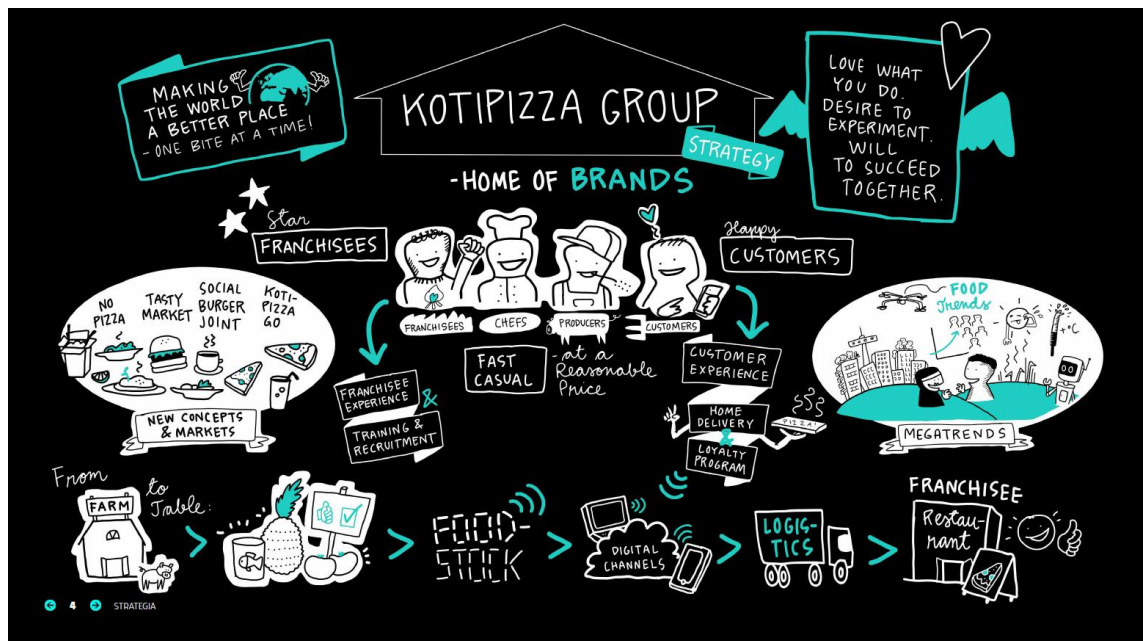 MAKING
THE WORLD
A BETTER PLACE
- ONE BITE AT A TIME!
KOTIPIZZA GROUP
STRATEGY
-HOME OF BRANDS
LOVE WHAT
YOU DO.
DESIRE TO
EXPERIMENT.
WILL
TO SUCCEED
TOGETHER.
Star
FRANCHISEES
Happy
CUSTOMERS
FRANCHISEES
CHEFS
PRODUCERS
CUSTOMERS
FAST
CASUAL
-at a
Reasonable
Price
NO
PIZZA
TASTY
MARKET
SOCIAL
BURGER
JOINT
KOTI-
PIZZA
GO
NEW CONCEPTS
& MARKETS
FRANCHISEE
EXPERIENCE
&
TRAINING &
RECRUITMENT
CUSTOMER
EXPERIENCE
HOME
DELIVERY
&
LOYALTY
PROGRAM
PIZZA!
FOOD
Trends
+°C
MEGATRENDS
From
to
Table:
FARM
FOOD-
STOCK
DIGITAL
CHANNELS
LOGIS-
TICS
FRANCHISEE
Restau-
rant
4
STRATEGIA